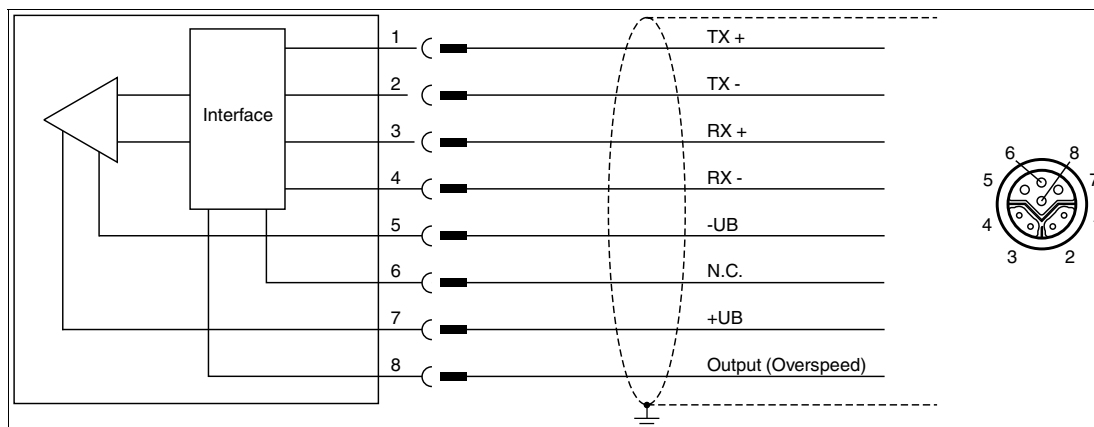 1 TX +
2 TX -
Interface
3 RX +
4 RX -
5 -UB
6 N.C.
7 +UB
8 Output (Overspeed)
6 8
5 7
4
3 2